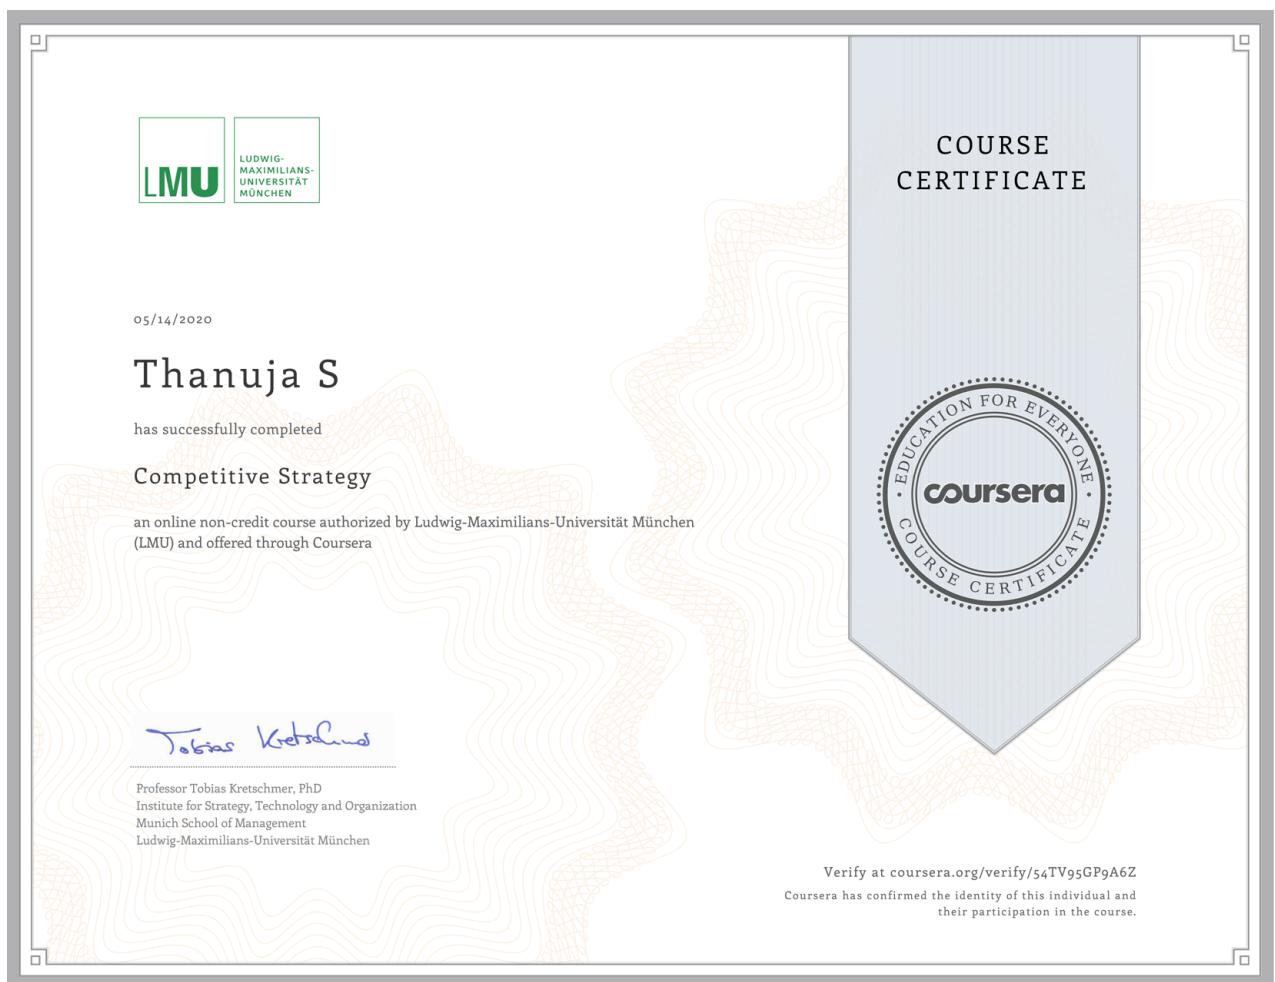 LMU
LUDWIG-
MAXIMILIANS-
UNIVERSITÄT
MÜNCHEN
COURSE
CERTIFICATE
05/14/2020
Thanuja S
has successfully completed
Competitive Strategy
an online non-credit course authorized by Ludwig-Maximilians-Universität München
(LMU) and offered through Coursera
EDUCATION FOR EVERYONE
coursera
COURSE CERTIFICATE
Tobias Kretschmer
Professor Tobias Kretschmer, PhD
Institute for Strategy, Technology and Organization
Munich School of Management
Ludwig-Maximilians-Universität München
Verify at coursera.org/verify/54TV95GP9A6Z
Coursera has confirmed the identity of this individual and
their participation in the course.